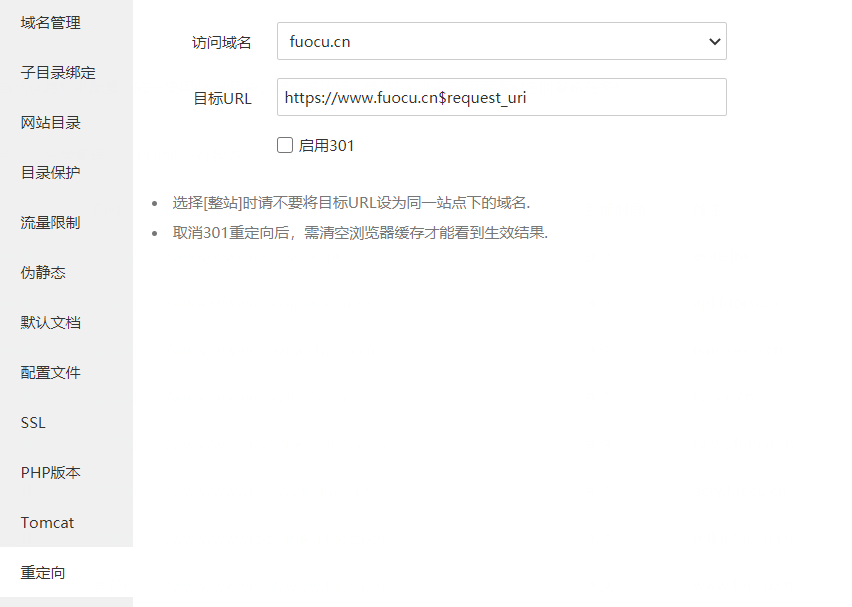 域名管理
子目录绑定
网站目录
目录保护
流量限制
伪静态
默认文档
配置文件
SSL
PHP版本
Tomcat
重定向
访问域名
fuocu.cn
目标URL
https://www.fuocu.cn$request_uri
启用301
选择[整站]时请不要将目标URL设为同一站点下的域名.
取消301重定向后，需清空浏览器缓存才能看到生效结果.